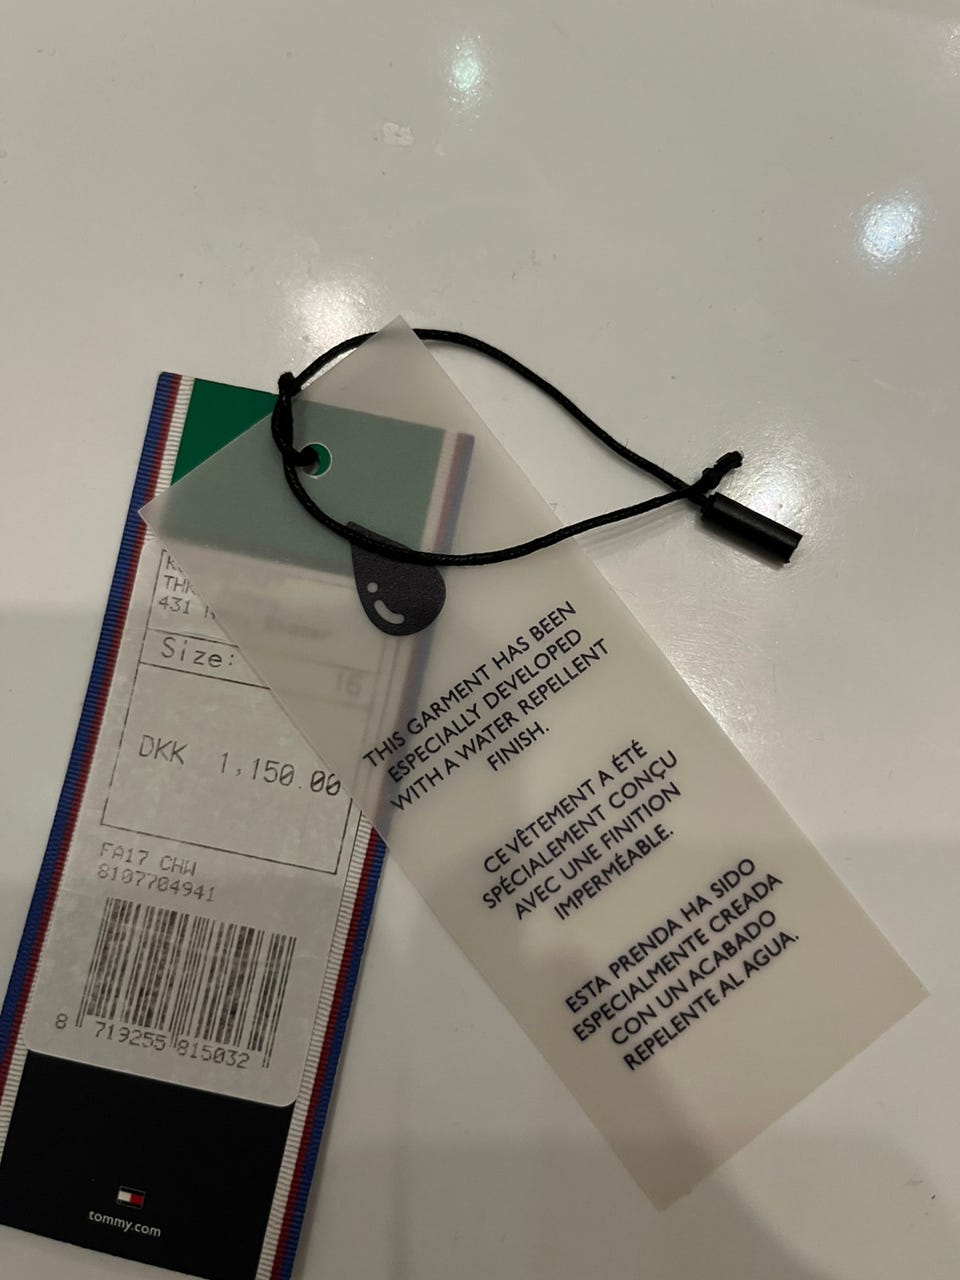 THK
431
Size: 16
DKK 1,150.00
FA17 CHW
8107704941
8 719255 815032
tommy.com
THIS GARMENT HAS BEEN
ESPECIALLY DEVELOPED
WITH A WATER REPELLENT
FINISH.
CE VÊTEMENT A ÉTÉ
SPÉCIALEMENT CONÇU
AVEC UNE FINITION
IMPERMÉABLE.
ESTA PRENDA HA SIDO
ESPECIALMENTE CREADA
CON UN ACABADO
REPELENTE AL AGUA.